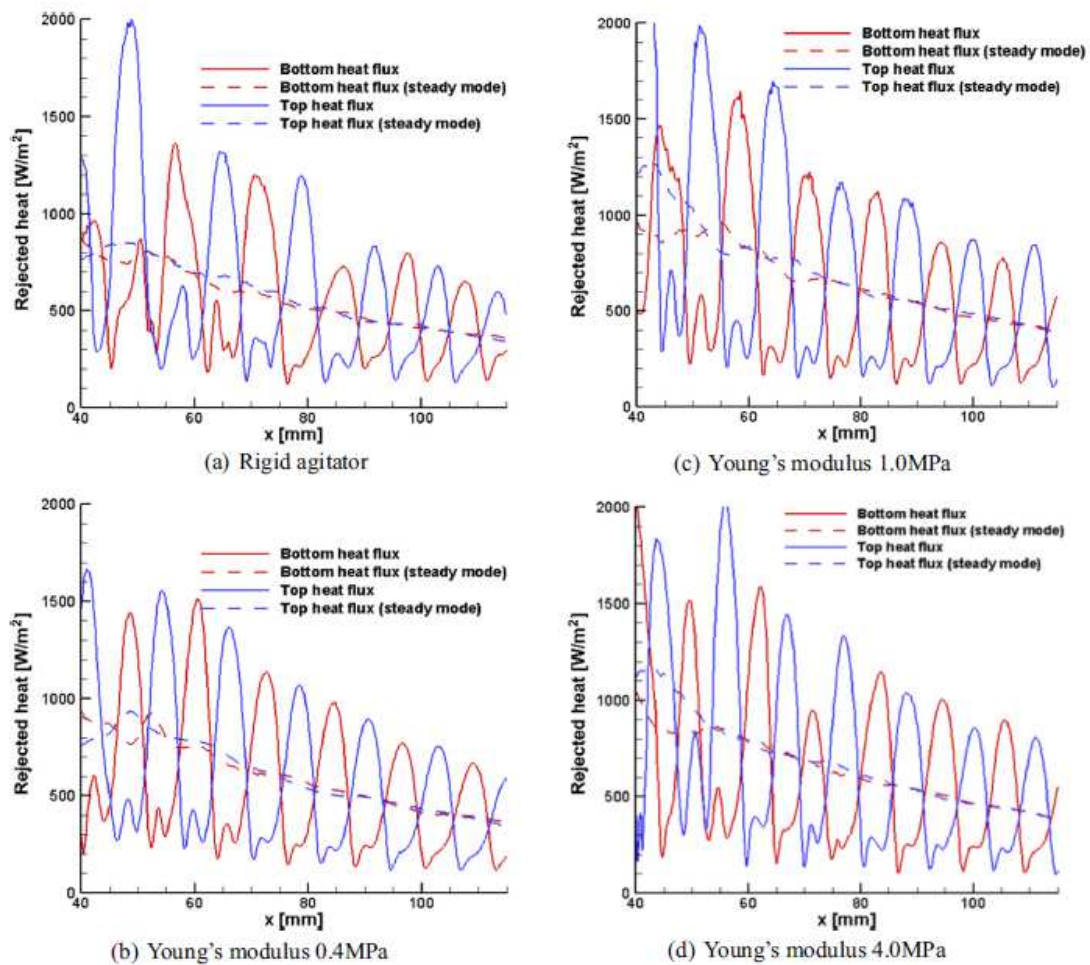 2000
1500
1000
500
0
Rejected heat [W/m²]
Bottom heat flux
Bottom heat flux (steady mode)
Top heat flux
Top heat flux (steady mode)
40 60 80 100
x [mm]
(a) Rigid agitator
2000
1500
1000
500
0
Rejected heat [W/m²]
Bottom heat flux
Bottom heat flux (steady mode)
Top heat flux
Top heat flux (steady mode)
40 60 80 100
x [mm]
(c) Young's modulus 1.0MPa
2000
1500
1000
500
0
Rejected heat [W/m²]
Bottom heat flux
Bottom heat flux (steady mode)
Top heat flux
Top heat flux (steady mode)
40 60 80 100
x [mm]
(b) Young's modulus 0.4MPa
2000
1500
1000
500
0
Rejected heat [W/m²]
Bottom heat flux
Bottom heat flux (steady mode)
Top heat flux
Top heat flux (steady mode)
40 60 80 100
x [mm]
(d) Young's modulus 4.0MPa